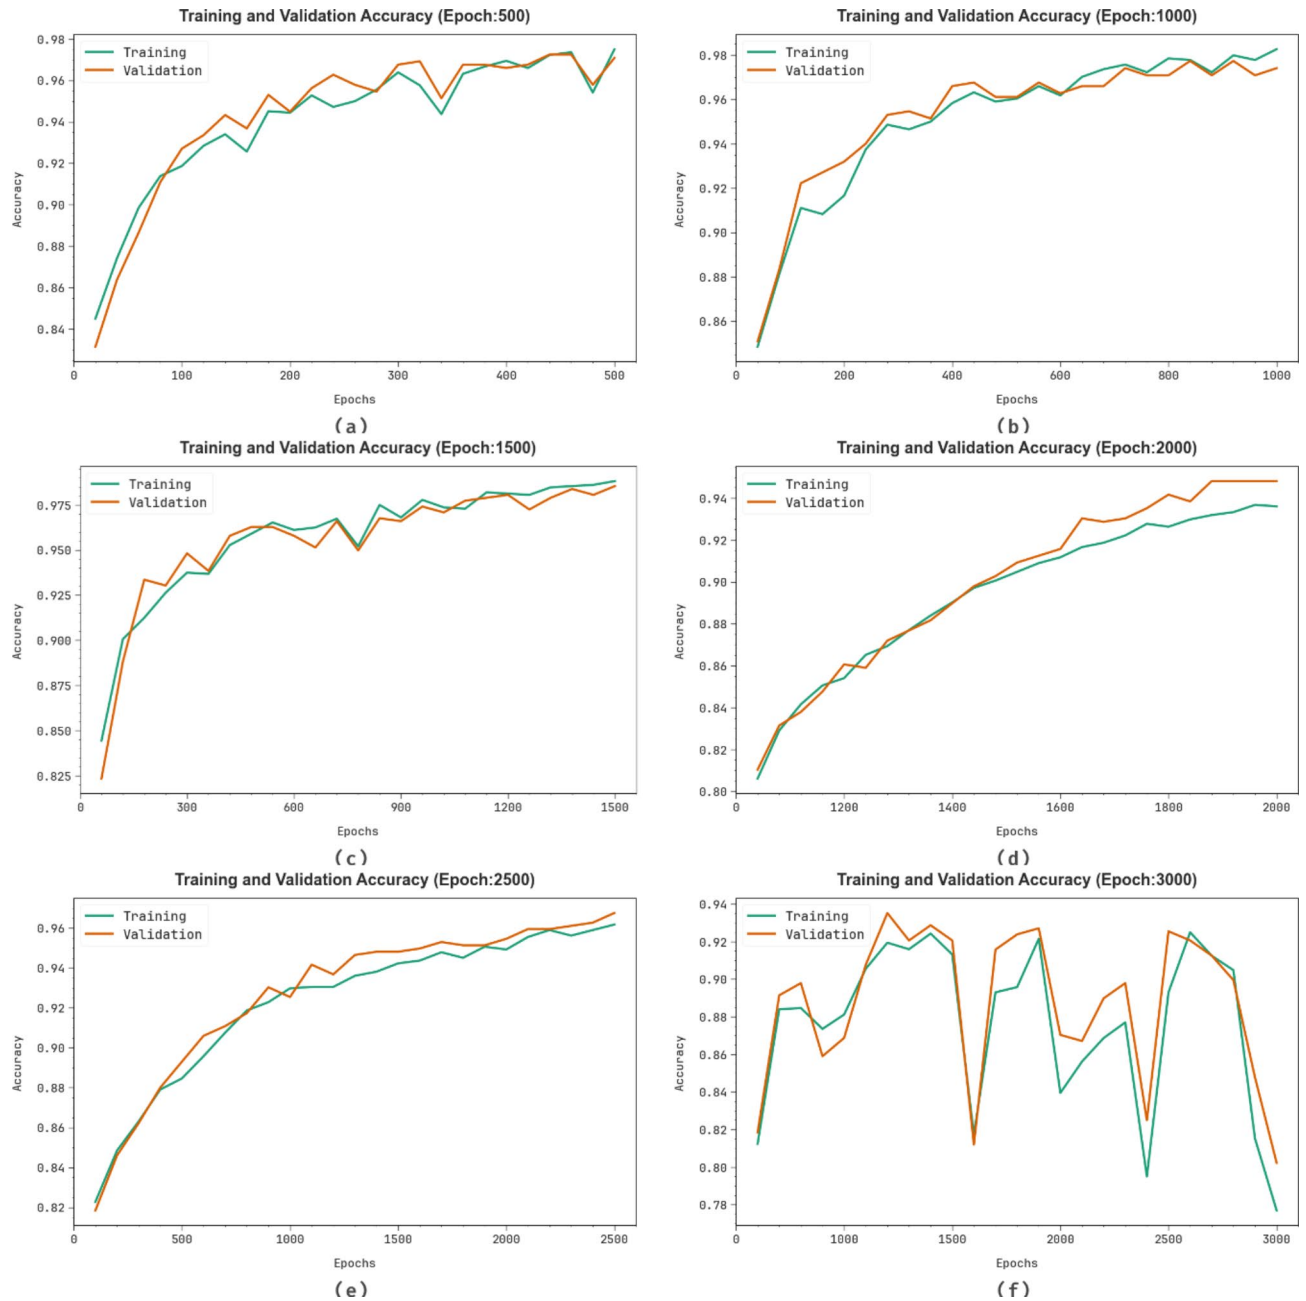 Training and Validation Accuracy (Epoch:500)
Training
Validation
0.98
0.96
0.94
0.92
0.90
0.88
0.86
0.84
Accuracy
0 100 200 300 400 500
Epochs
(a)
Training and Validation Accuracy (Epoch:1000)
Training
Validation
0.98
0.96
0.94
0.92
0.90
0.88
0.86
Accuracy
0 200 400 600 800 1000
Epochs
(b)
Training and Validation Accuracy (Epoch:1500)
Training
Validation
0.975
0.950
0.925
0.900
0.875
0.850
0.825
Accuracy
0 300 600 900 1200 1500
Epochs
(c)
Training and Validation Accuracy (Epoch:2000)
Training
Validation
0.94
0.92
0.90
0.88
0.86
0.84
0.82
0.80
Accuracy
0 1200 1400 1600 1800 2000
Epochs
(d)
Training and Validation Accuracy (Epoch:2500)
Training
Validation
0.96
0.94
0.92
0.90
0.88
0.86
0.84
0.82
Accuracy
0 500 1000 1500 2000 2500
Epochs
(e)
Training and Validation Accuracy (Epoch:3000)
Training
Validation
0.94
0.92
0.90
0.88
0.86
0.84
0.82
0.80
0.78
Accuracy
0 1000 1500 2000 2500 3000
Epochs
(f)